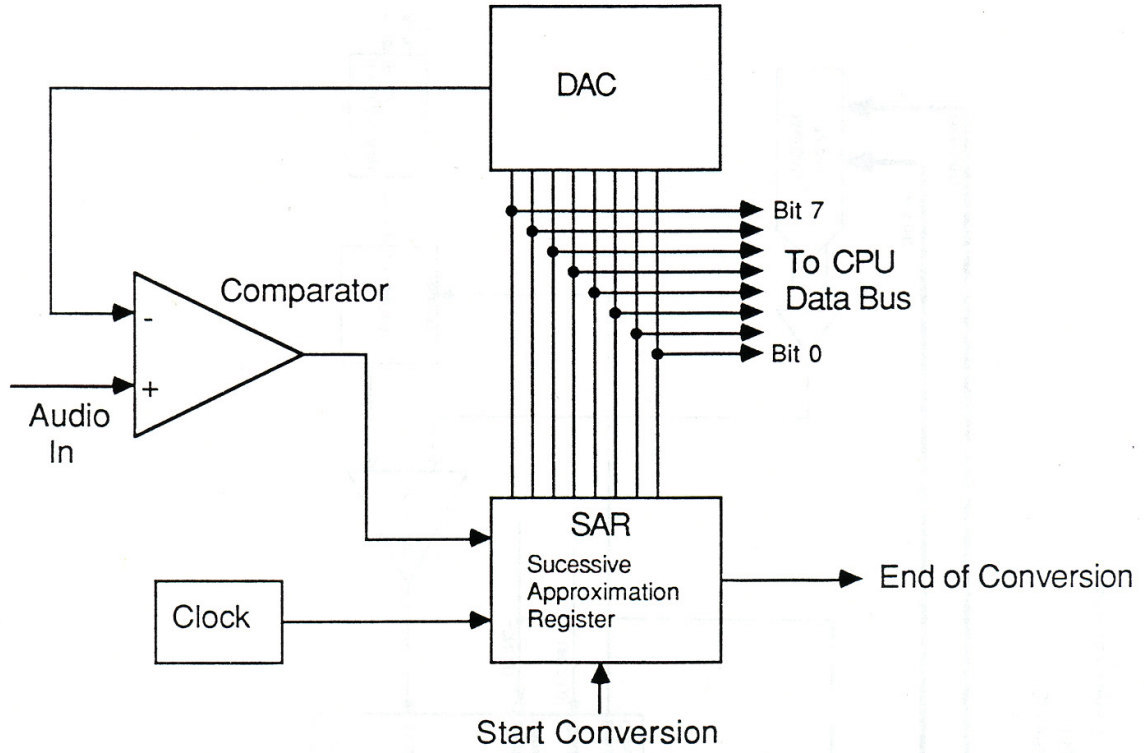 DAC
Bit 7
To CPU
Data Bus
Bit 0
Comparator
-
+
Audio
In
SAR
Sucessive
Approximation
Register
Clock
End of Conversion
Start Conversion